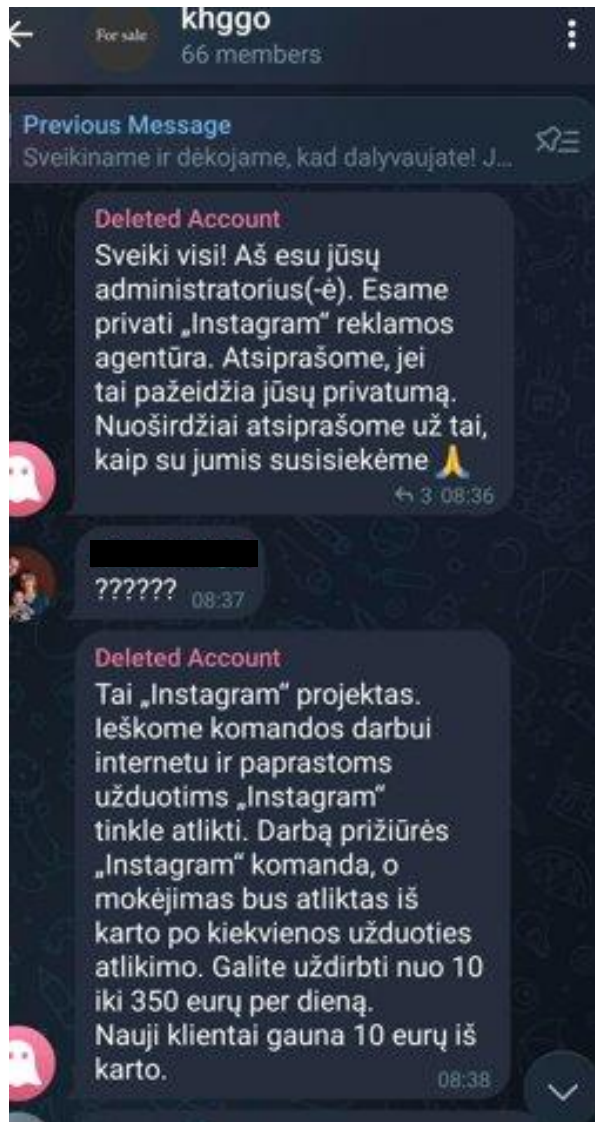 khggo
For sale
66 members
Previous Message
Sveikiname ir dėkojame, kad dalyvaujate! J...
Deleted Account
Sveiki visi! Aš esu jūsų
administratorius(-ė). Esame
privati „Instagram“ reklamos
agentūra. Atsiprašome, jei
tai pažeidžia jūsų privatumą.
Nuoširdžiai atsiprašome už tai,
kaip su jumis susisiekėme 🙏
3 08:36
?????? 08:37
Deleted Account
Tai „Instagram“ projektas.
Ieškome komandos darbui
internetu ir paprastoms
užduotims „Instagram“
tinkle atlikti. Darbą prižiūrės
„Instagram“ komanda, o
mokėjimas bus atliktas iš
karto po kiekvienos užduoties
atlikimo. Galite uždirbti nuo 10
iki 350 eurų per dieną.
Nauji klientai gauna 10 eurų iš
karto.
08:38